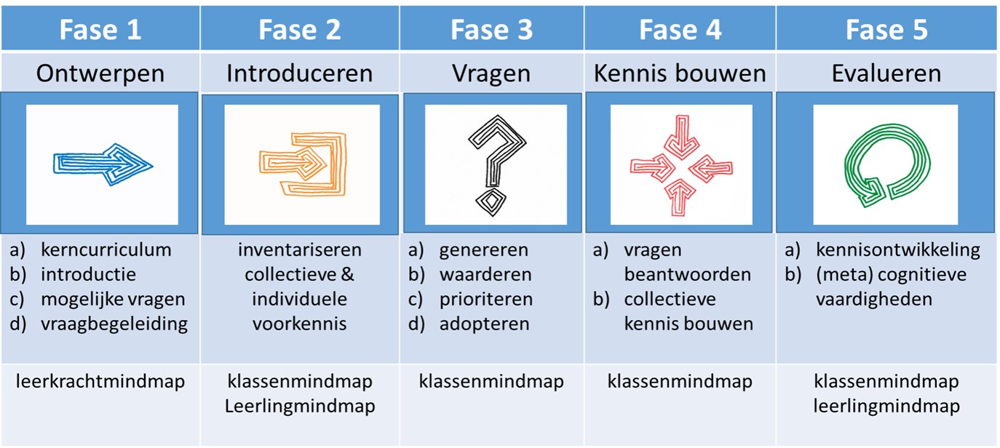 Fase 1
Fase 2
Fase 3
Fase 4
Fase 5
Ontwerpen
Introduceren
Vragen
Kennis bouwen
Evalueren
a) kerncurriculum
b) introductie
c) mogelijke vragen
d) vraagbegeleiding
inventariseren
collectieve &
individuele
voorkennis
a) genereren
b) waarderen
c) prioriteren
d) adopteren
a) vragen
beantwoorden
b) collectieve
kennis bouwen
a) kennisontwikkeling
b) (meta) cognitieve
vaardigheden
leerkrachtmindmap
klassenmindmap
Leerlingmindmap
klassenmindmap
klassenmindmap
klassenmindmap
leerlingmindmap